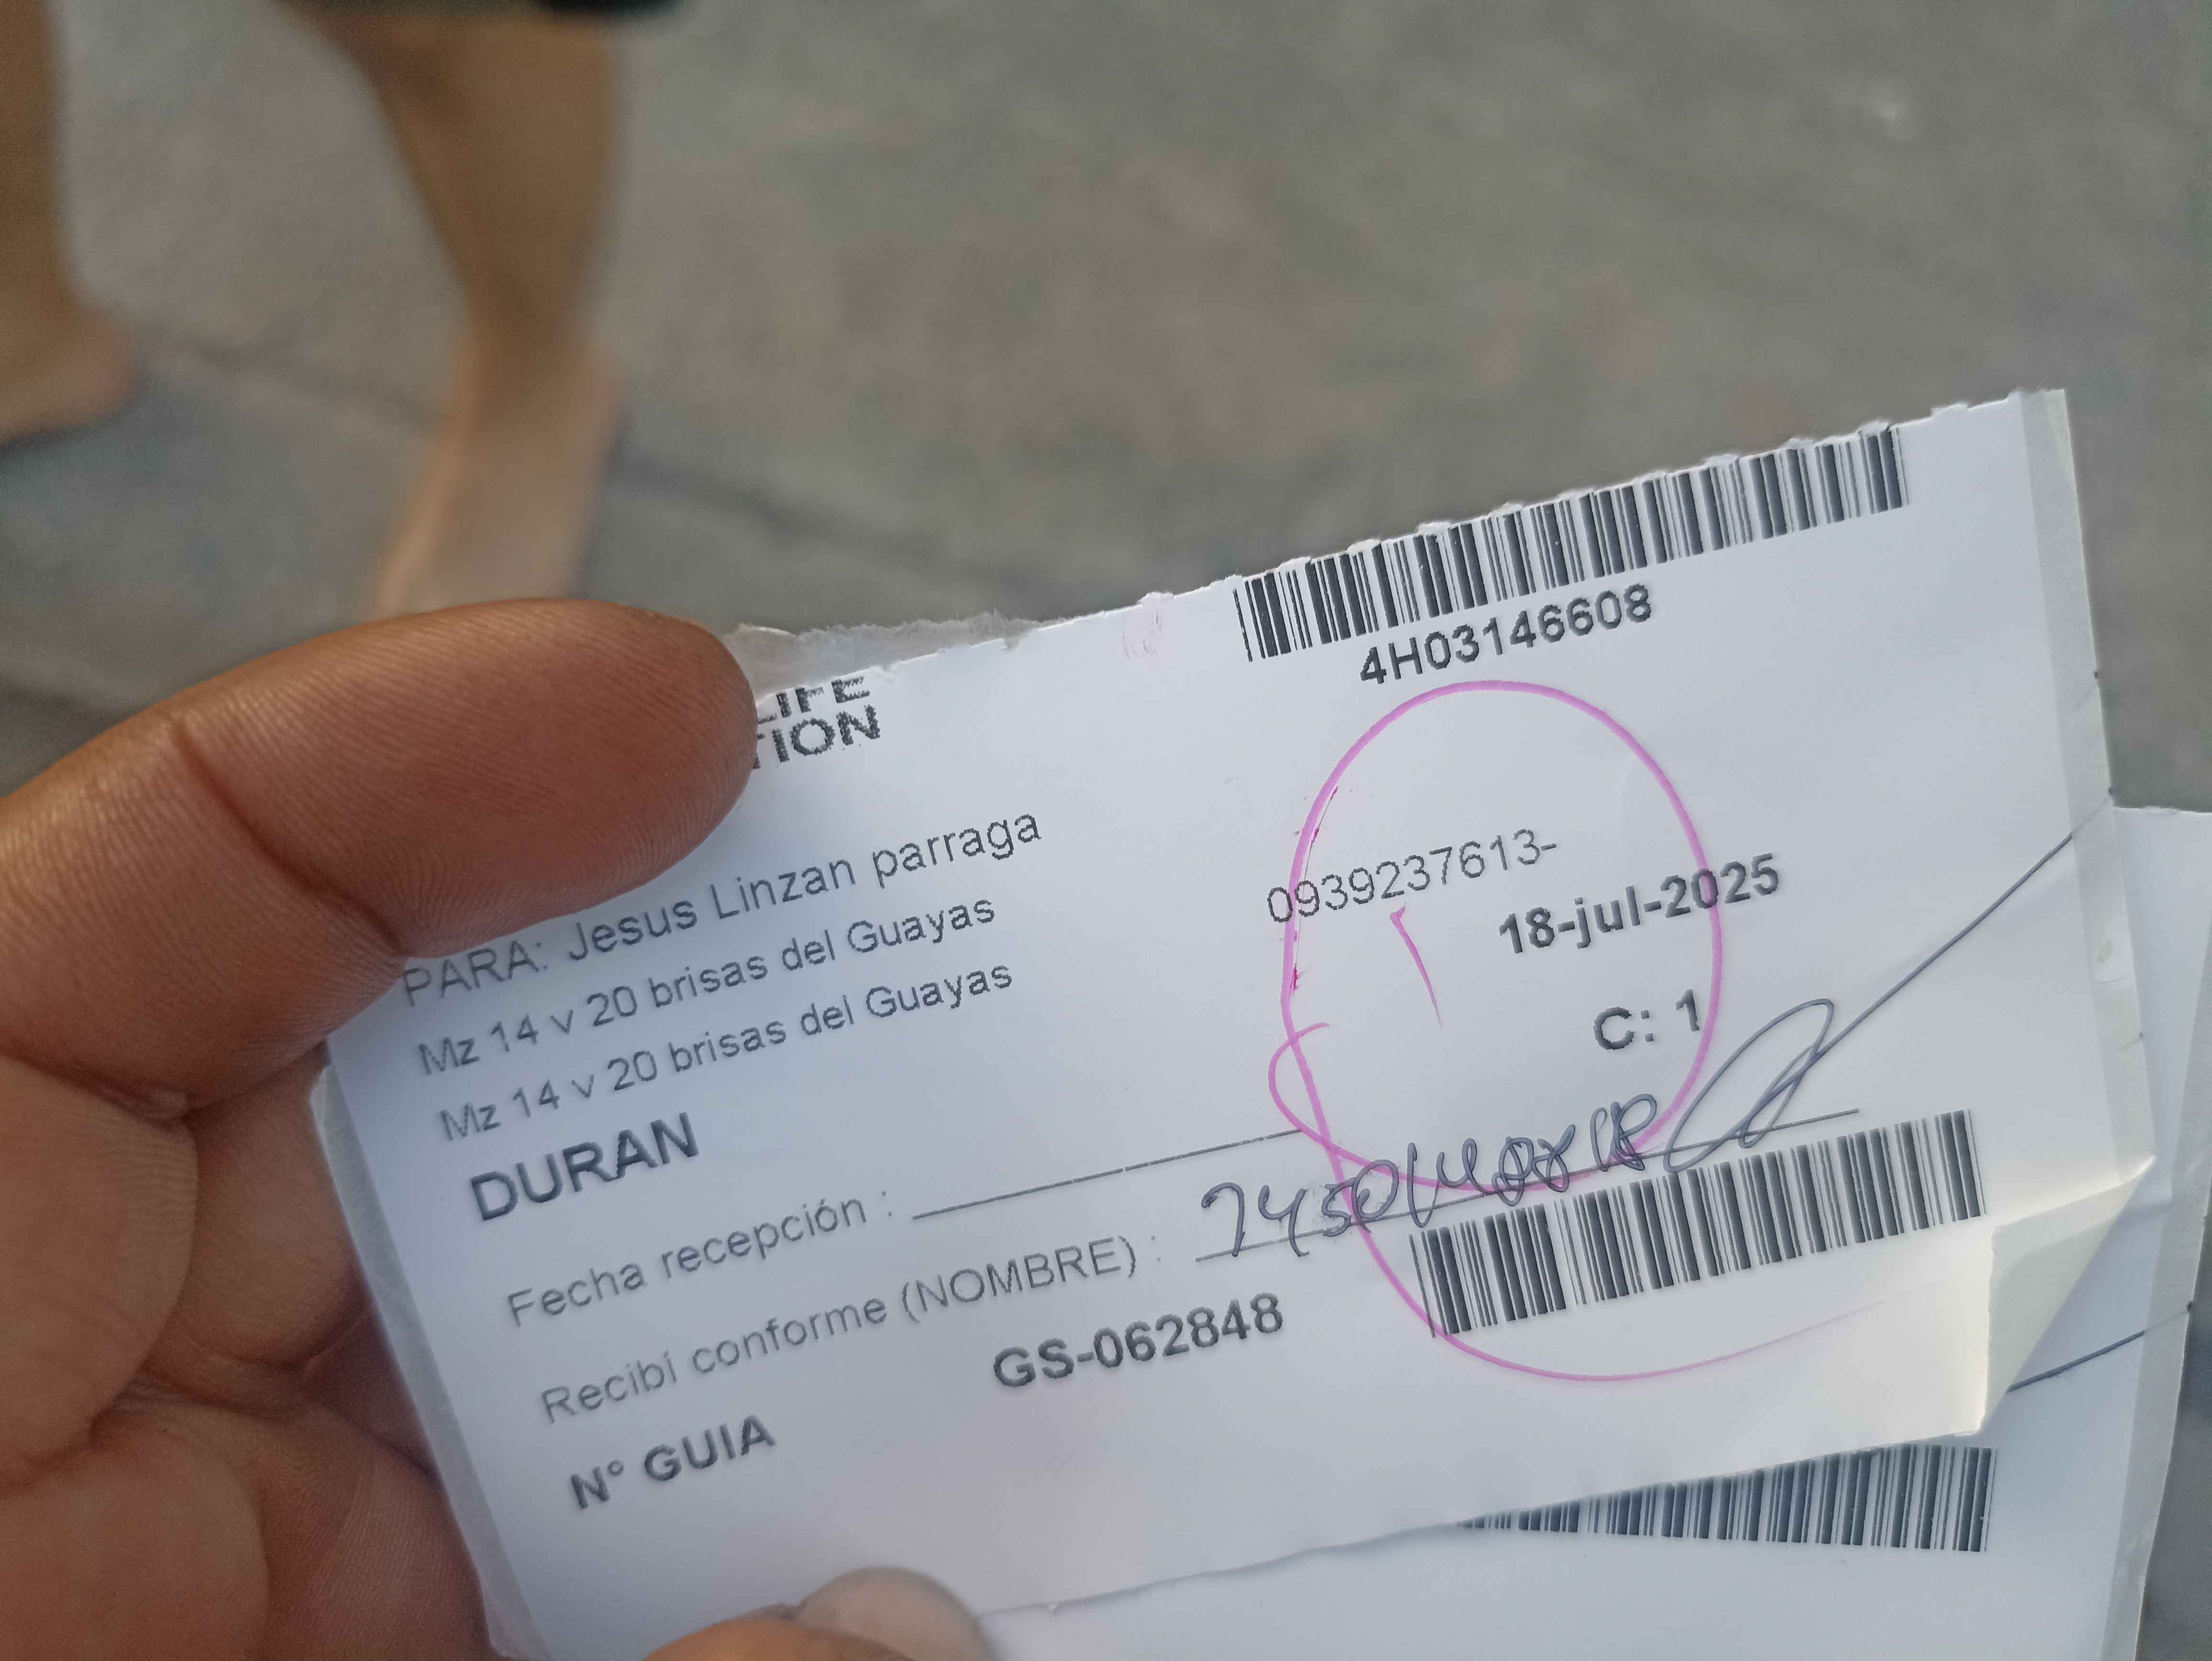 4H03146608
LIFE
TION
PARA: Jesus Linzan parraga
0939237613-
Mz 14 v 20 brisas del Guayas
18-jul-2025
Mz 14 v 20 brisas del Guayas
C: 1
DURAN
Fecha recepción :
Recibí conforme (NOMBRE) :
N° GUIA GS-062848